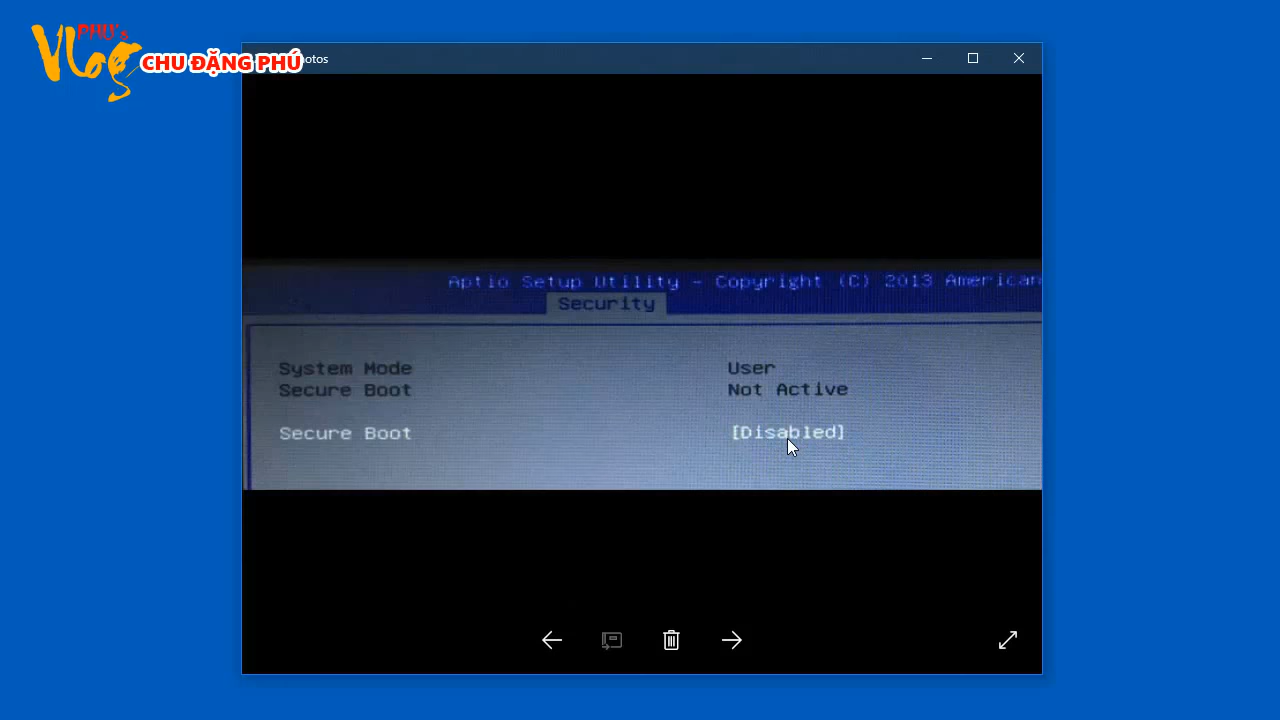 PHU's
Vlog
CHU ĐẶNG PHÚ
otos
Aptio Setup Utility - Copyright (C) 2013 American
Security
System Mode User
Secure Boot Not Active
Secure Boot [Disabled]